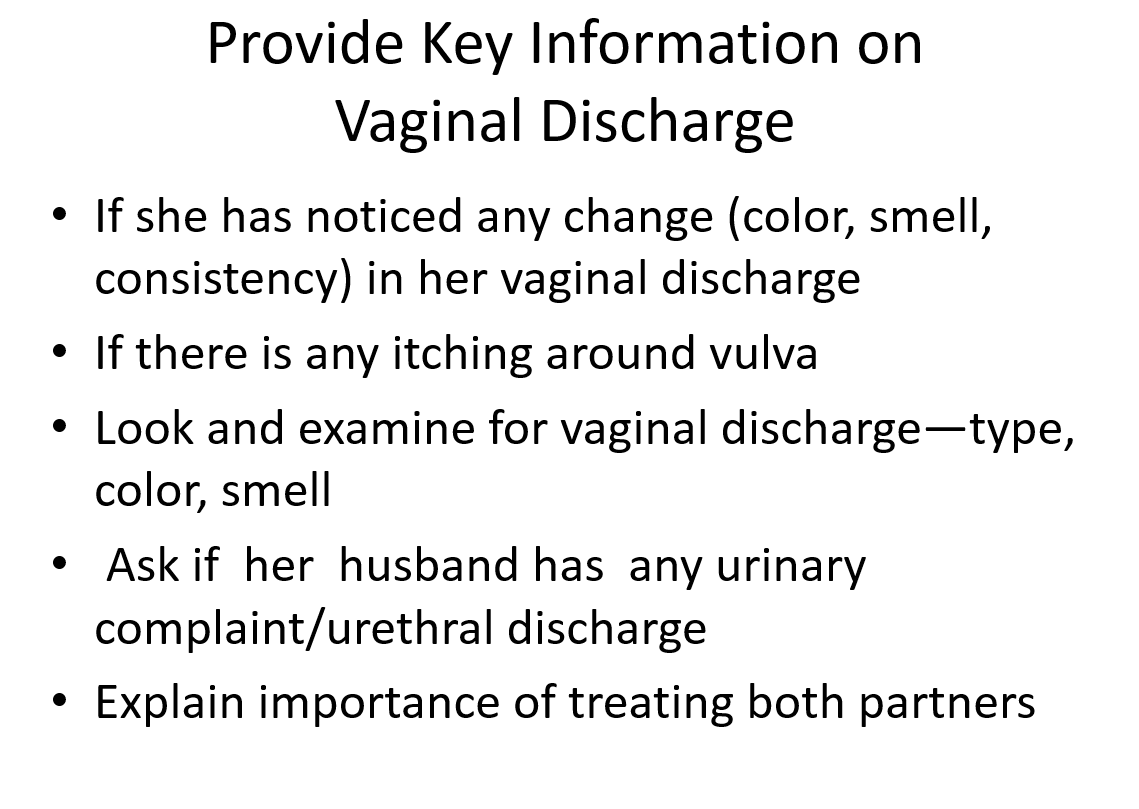 Provide Key Information on
Vaginal Discharge
• If she has noticed any change (color, smell,
consistency) in her vaginal discharge
• If there is any itching around vulva
• Look and examine for vaginal discharge—type,
color, smell
•  Ask if  her  husband has  any urinary
complaint/urethral discharge
• Explain importance of treating both partners